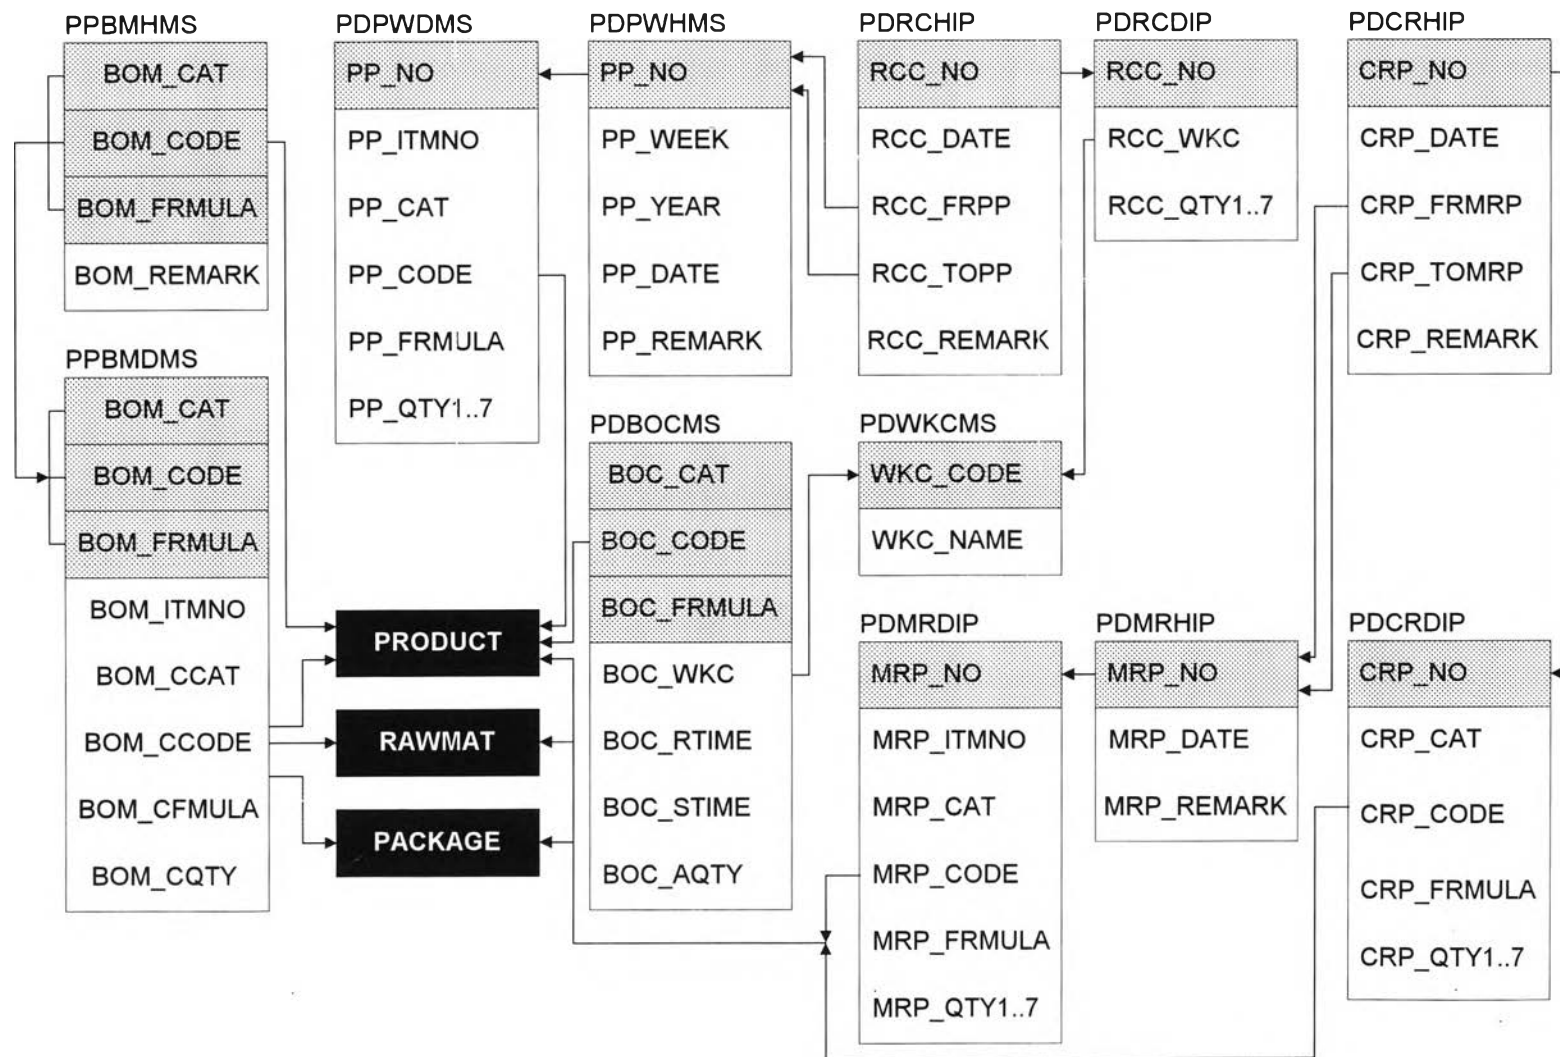 PPBMHMS
BOM_CAT
BOM_CODE
BOM_FRMULA
BOM_REMARK
PPBMDMS
BOM_CAT
BOM_CODE
BOM_FRMULA
BOM_ITMNO
BOM_CCAT
BOM_CCODE
BOM_CFMULA
BOM_CQTY
PDPWDMS
PP_NO
PP_ITMNO
PP_CAT
PP_CODE
PP_FRMULA
PP_QTY1..7
PRODUCT
RAWMAT
PACKAGE
PDPWHMS
PP_NO
PP_WEEK
PP_YEAR
PP_DATE
PP_REMARK
PDBOCMS
BOC_CAT
BOC_CODE
BOC_FRMULA
BOC_WKC
BOC_RTIME
BOC_STIME
BOC_AQTY
PDRCHIP
RCC_NO
RCC_DATE
RCC_FRPP
RCC_TOPP
RCC_REMARK
PDWKCMS
WKC_CODE
WKC_NAME
PDMRDIP
MRP_NO
MRP_ITMNO
MRP_CAT
MRP_CODE
MRP_FRMULA
MRP_QTY1..7
PDRCDIP
RCC_NO
RCC_WKC
RCC_QTY1..7
PDMRHIP
MRP_NO
MRP_DATE
MRP_REMARK
PDCRHIP
CRP_NO
CRP_DATE
CRP_FRMRP
CRP_TOMRP
CRP_REMARK
PDCRDIP
CRP_NO
CRP_CAT
CRP_CODE
CRP_FRMULA
CRP_QTY1..7